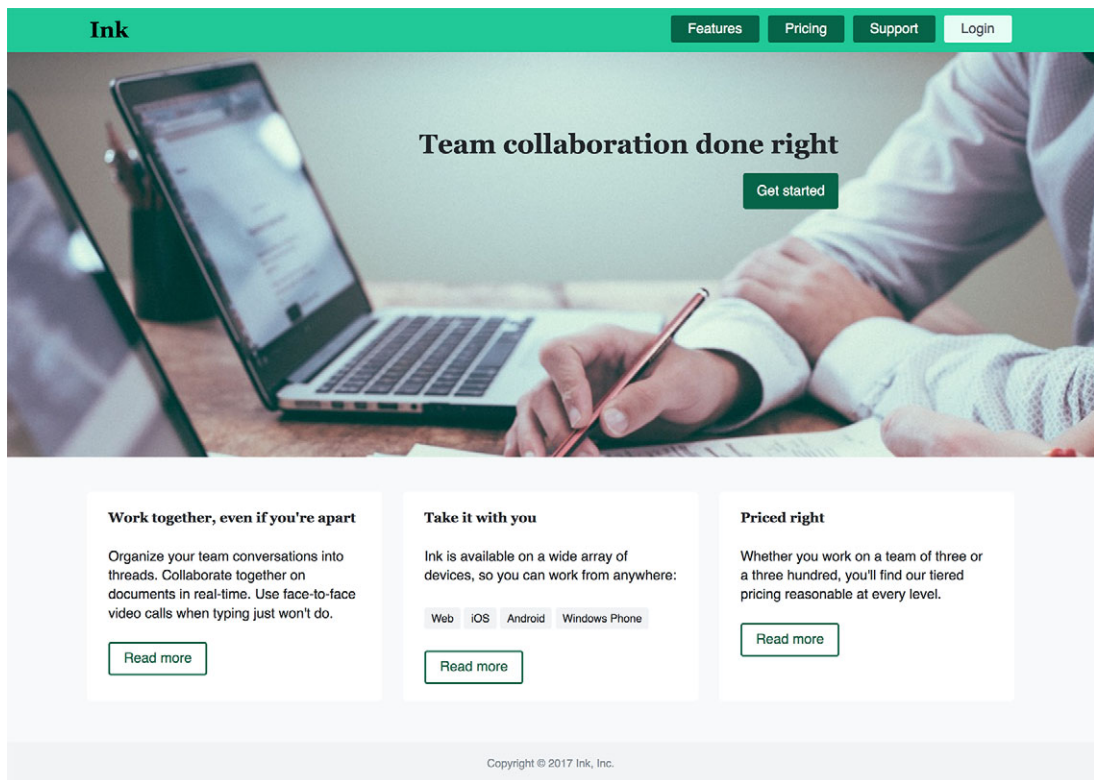 Ink
Features
Pricing
Support
Login
Team collaboration done right
Get started
Work together, even if you're apart
Organize your team conversations into
threads. Collaborate together on
documents in real-time. Use face-to-face
video calls when typing just won't do.
Read more
Take it with you
Ink is available on a wide array of
devices, so you can work from anywhere:
Web iOS Android Windows Phone
Read more
Priced right
Whether you work on a team of three or
a three hundred, you'll find our tiered
pricing reasonable at every level.
Read more
Copyright © 2017 Ink, Inc.